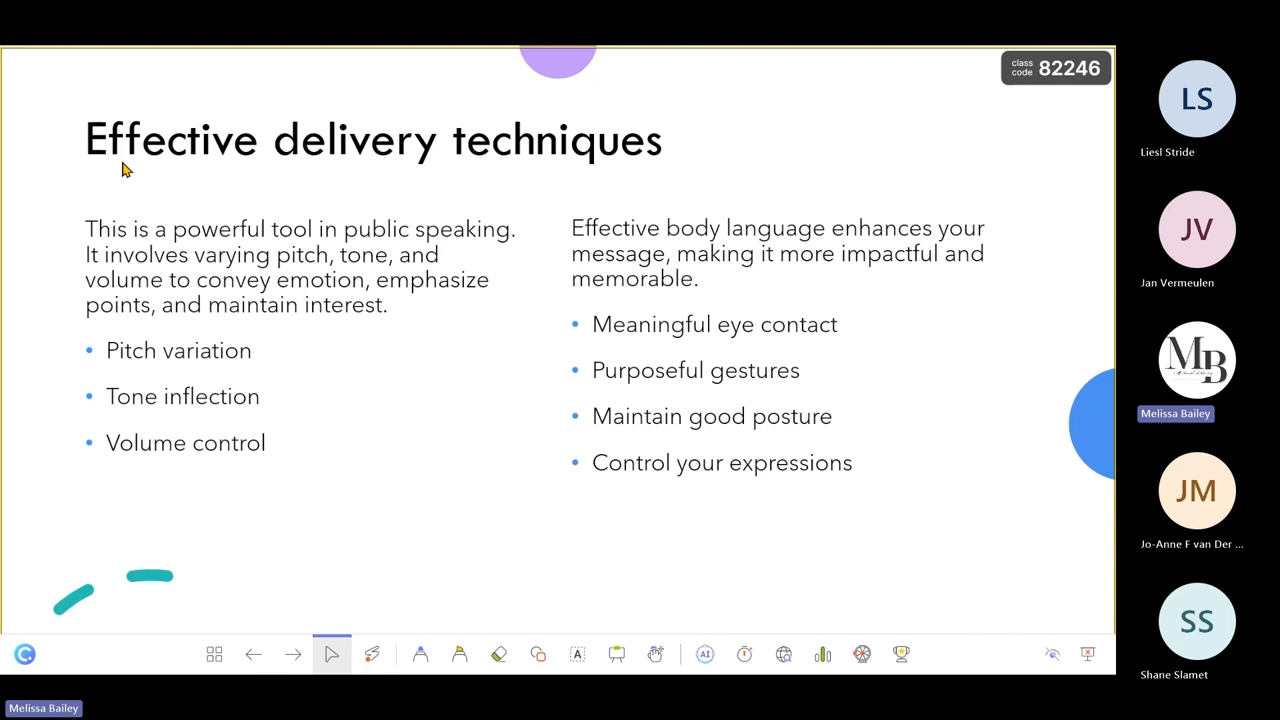 class
code 82246
Effective delivery techniques
This is a powerful tool in public speaking.
It involves varying pitch, tone, and
volume to convey emotion, emphasize
points, and maintain interest.
• Pitch variation
• Tone inflection
• Volume control
Effective body language enhances your
message, making it more impactful and
memorable.
• Meaningful eye contact
• Purposeful gestures
• Maintain good posture
• Control your expressions
LS
Liesl Stride
JV
Jan Vermeulen
MB
Melissa Bailey
JM
Jo-Anne F van Der ...
SS
Shane Slamet
A
AI
Melissa Bailey